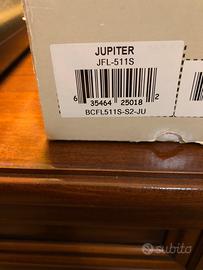 JUPITER
JFL-511S
6 35464 25018 2
BCFL511S-S2-JU
subito